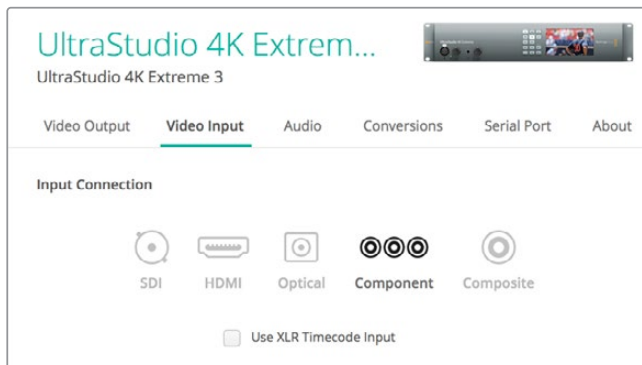 UltraStudio 4K Extrem...
UltraStudio 4K Extreme 3
Video Output Video Input Audio Conversions Serial Port About
Input Connection
SDI HDMI Optical Component Composite
Use XLR Timecode Input